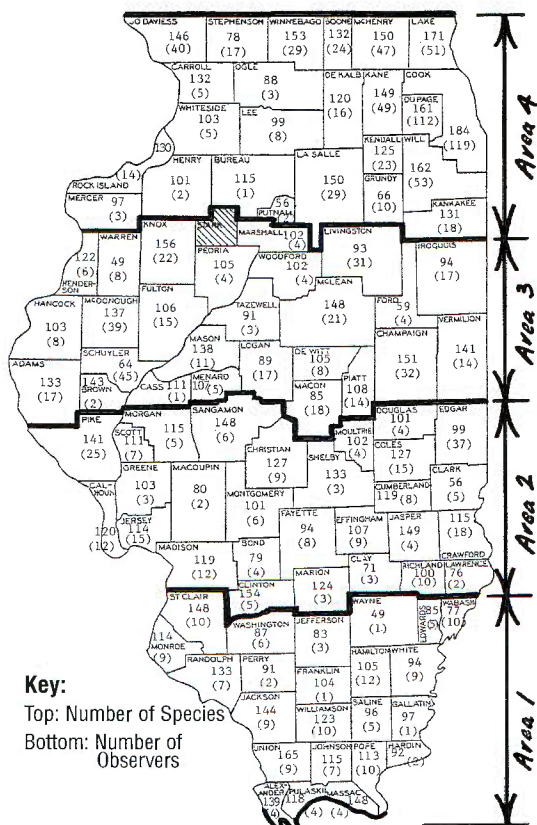 JO DAVIESS
146
(40)
STEPHENSON
78
(17)
WINNEBAGO
153
(29)
BOONE
132
(24)
MCHENRY
150
(47)
LAKE
171
(51)
CARROLL
132
(5)
OGLE
88
(3)
DE KALB
120
(16)
KANE
149
(49)
COOK
184
(119)
DU PAGE
161
(112)
WHITESIDE
103
(5)
LEE
99
(8)
KENDALL
125
(23)
WILL
162
(53)
130
(14)
ROCK ISLAND
HENRY
101
(2)
BUREAU
115
(1)
LA SALLE
150
(29)
GRUNDY
66
(10)
MERCER
97
(3)
56
(2)
PUTNAM
KANKAKEE
131
(18)
Area 4
KNOX
156
(22)
STARK
MARSHALL
102
(4)
LIVINGSTON
93
(31)
IROQUOIS
94
(17)
122
(6)
HENDER-
SON
WARREN
49
(8)
PEORIA
105
(4)
WOODFORD
102
(4)
MCLEAN
148
(21)
FORD
59
(4)
HANCOCK
103
(8)
MCDONOUGH
137
(39)
FULTON
106
(15)
TAZEWELL
91
(3)
VERMILION
141
(14)
CHAMPAIGN
151
(32)
MASON
138
(11)
LOGAN
89
(17)
DE WITT
105
(8)
SCHUYLER
64
(45)
ADAMS
133
(17)
143
BROWN
(2)
CASS
111
(1)
MENARD
107
(5)
MACON
85
(18)
PIATT
108
(14)
Area 3
PIKE
141
(25)
MORGAN
115
(5)
SANGAMON
148
(6)
MOULTRIE
102
(4)
DOUGLAS
101
(4)
EDGAR
99
(37)
SCOTT
111
(7)
CHRISTIAN
127
(9)
SHELBY
133
(3)
COLES
127
(15)
GREENE
103
(3)
MACOUPIN
80
(2)
CLARK
56
(5)
CAL-
HOUN
120
(12)
MONTGOMERY
101
(6)
CUMBERLAND
119 (8)
JERSEY
114
(15)
FAYETTE
94
(8)
EFFINGHAM
107
(9)
JASPER
149
(4)
115
(18)
CRAWFORD
MADISON
119
(12)
BOND
79
(4)
CLAY
71
(3)
RICHLAND
100
(10)
LAWRENCE
76
(2)
CLINTON
154
(5)
MARION
124
(3)
Area 2
ST CLAIR
148
(10)
WASHINGTON
87
(6)
JEFFERSON
83
(3)
WAYNE
49
(1)
EDWARDS
85
(5)
WABASH
77
(10)
114
MONROE
(9)
RANDOLPH
133
(7)
PERRY
91
(2)
HAMILTON
105
(12)
WHITE
94
(9)
FRANKLIN
104
(1)
JACKSON
144
(9)
WILLIAMSON
123
(10)
SALINE
96
(5)
GALLATIN
97
(1)
UNION
165
(9)
JOHNSON
115
(7)
POPE
113
(10)
HARDIN
92
(2)
ALEX-
ANDER
139
(4)
PULASKI
118
(4)
MASSAC
148
(4)
Area 1
Key:
Top: Number of Species
Bottom: Number of
Observers